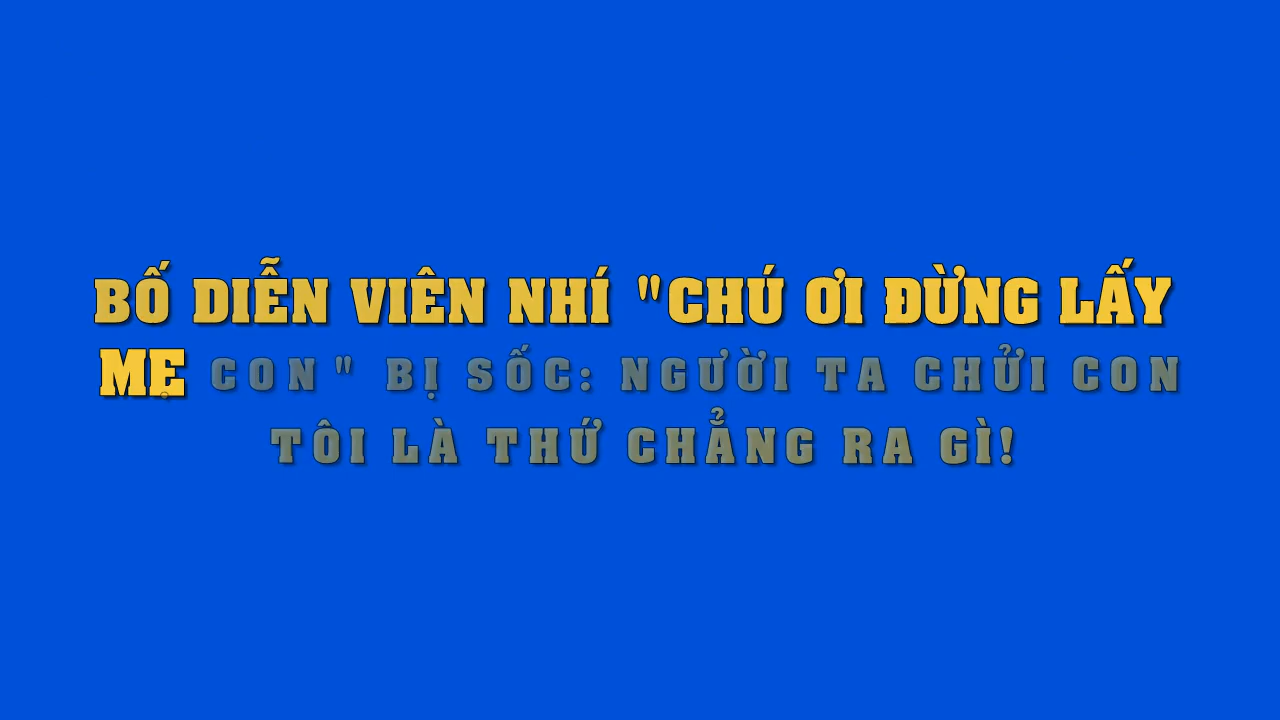 BỐ DIỄN VIÊN NHÍ "CHÚ ƠI ĐỪNG LẤY
MẸ CON" BỊ SỐC: NGƯỜI TA CHỬI CON
TÔI LÀ THỨ CHẲNG RA GÌ!